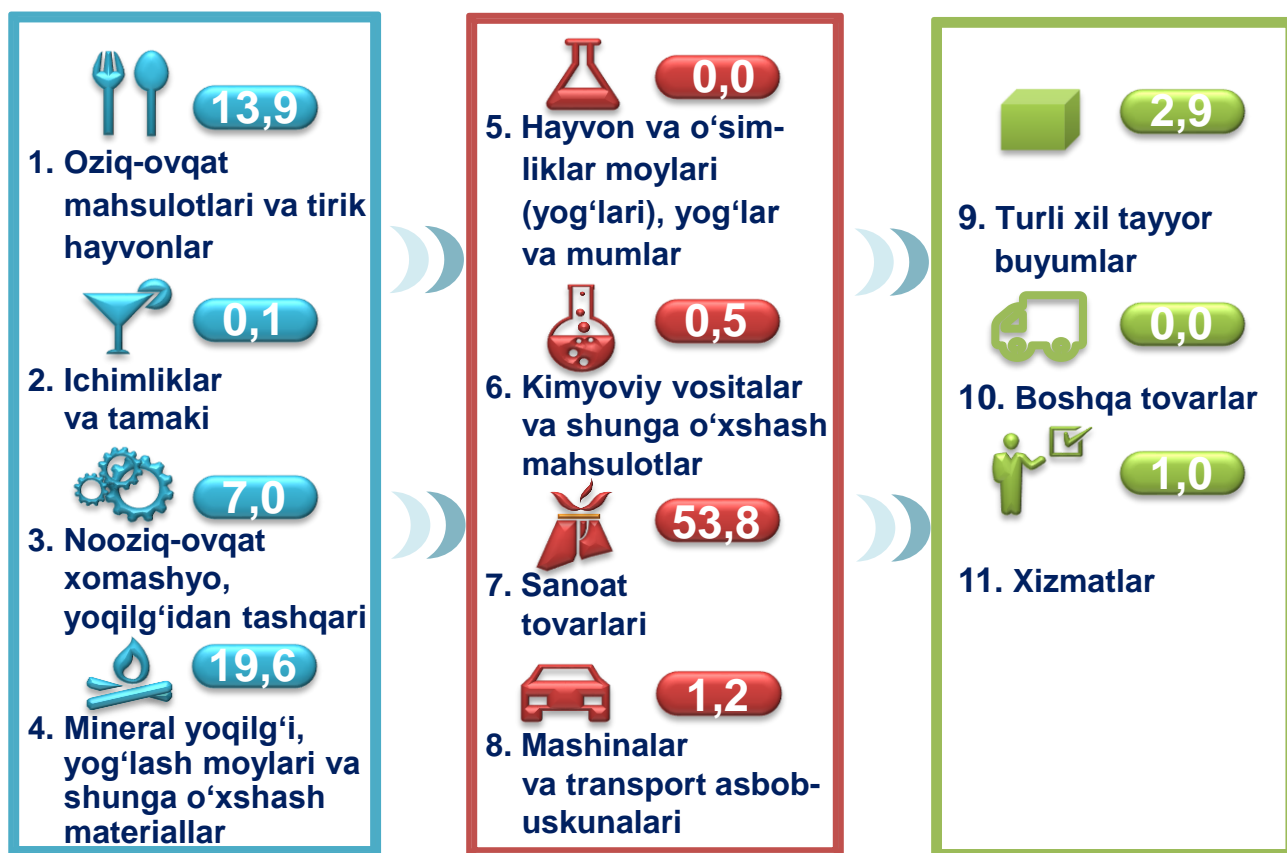 13,9
1. Oziq-ovqat
mahsulotlari va tirik
hayvonlar
0,1
2. Ichimliklar
va tamaki
7,0
3. Nooziq-ovqat
xomashyo,
yoqilg‘idan tashqari
19,6
4. Mineral yoqilg‘i,
yog‘lash moylari va
shunga o‘xshash
materiallar
0,0
5. Hayvon va o‘sim-
liklar moylari
(yog‘lari), yog‘lar
va mumlar
0,5
6. Kimyoviy vositalar
va shunga o‘xshash
mahsulotlar
53,8
7. Sanoat
tovarlari
1,2
8. Mashinalar
va transport asbob-
uskunalari
2,9
9. Turli xil tayyor
buyumlar
0,0
10. Boshqa tovarlar
1,0
11. Xizmatlar